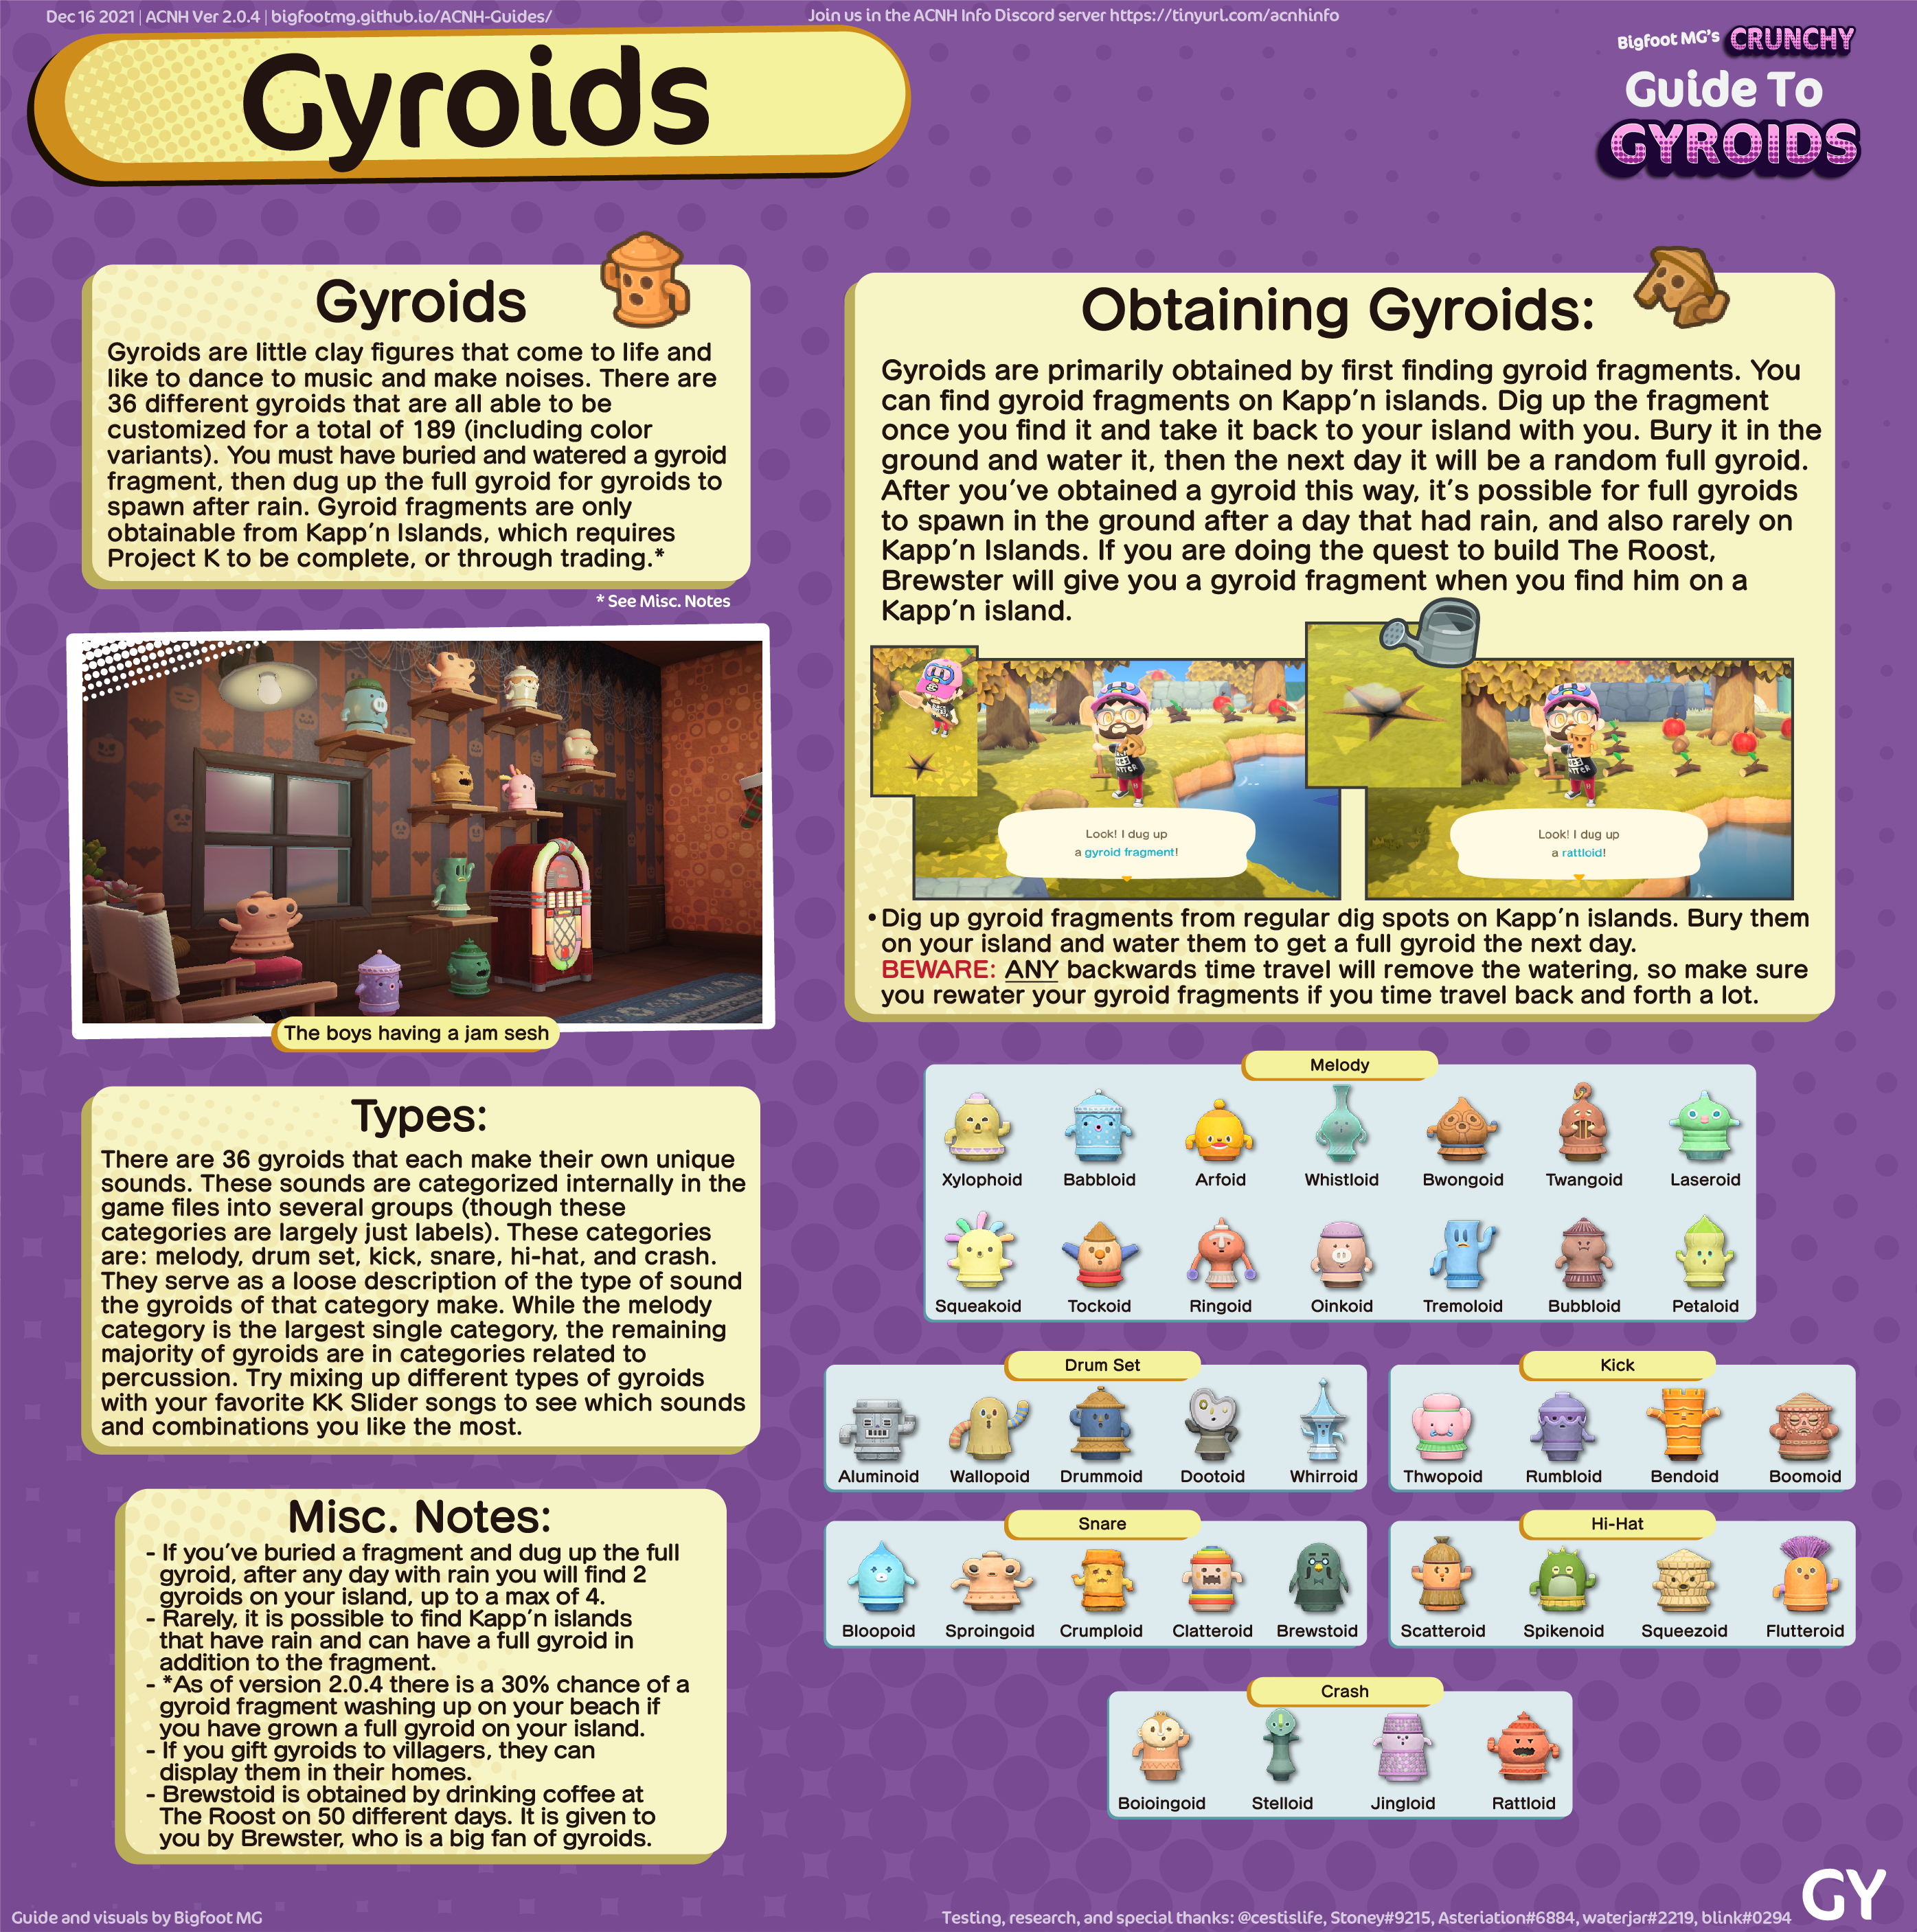 Dec 16 2021 | ACNH Ver 2.0.4 | bigfootmg.github.io/ACNH-Guides/
Join us in the ACNH Info Discord server https://tinyurl.com/acnhinfo
Gyroids
Bigfoot MG's CRUNCHY
Guide To
GYROIDS
Gyroids
Gyroids are little clay figures that come to life and
like to dance to music and make noises. There are
36 different gyroids that are all able to be
customized for a total of 189 (including color
variants). You must have buried and watered a gyroid
fragment, then dug up the full gyroid for gyroids to
spawn after rain. Gyroid fragments are only
obtainable from Kapp'n Islands, which requires
Project K to be complete, or through trading.*
* See Misc. Notes
The boys having a jam sesh
Obtaining Gyroids:
Gyroids are primarily obtained by first finding gyroid fragments. You
can find gyroid fragments on Kapp'n islands. Dig up the fragment
once you find it and take it back to your island with you. Bury it in the
ground and water it, then the next day it will be a random full gyroid.
After you've obtained a gyroid this way, it's possible for full gyroids
to spawn in the ground after a day that had rain, and also rarely on
Kapp'n Islands. If you are doing the quest to build The Roost,
Brewster will give you a gyroid fragment when you find him on a
Kapp'n island.
Look! I dug up
a gyroid fragment!
Look! I dug up
a rattloid!
• Dig up gyroid fragments from regular dig spots on Kapp'n islands. Bury them
on your island and water them to get a full gyroid the next day.
BEWARE: ANY backwards time travel will remove the watering, so make sure
you rewater your gyroid fragments if you time travel back and forth a lot.
Types:
There are 36 gyroids that each make their own unique
sounds. These sounds are categorized internally in the
game files into several groups (though these
categories are largely just labels). These categories
are: melody, drum set, kick, snare, hi-hat, and crash.
They serve as a loose description of the type of sound
the gyroids of that category make. While the melody
category is the largest single category, the remaining
majority of gyroids are in categories related to
percussion. Try mixing up different types of gyroids
with your favorite KK Slider songs to see which sounds
and combinations you like the most.
Misc. Notes:
- If you've buried a fragment and dug up the full
gyroid, after any day with rain you will find 2
gyroids on your island, up to a max of 4.
- Rarely, it is possible to find Kapp'n islands
that have rain and can have a full gyroid in
addition to the fragment.
- *As of version 2.0.4 there is a 30% chance of a
gyroid fragment washing up on your beach if
you have grown a full gyroid on your island.
- If you gift gyroids to villagers, they can
display them in their homes.
- Brewstoid is obtained by drinking coffee at
The Roost on 50 different days. It is given to
you by Brewster, who is a big fan of gyroids.
Melody
Xylophoid Babbloid Arfoid Whistloid Bwongoid Twangoid Laseroid
Squeakoid Tockoid Ringoid Oinkoid Tremoloid Bubbloid Petaloid
Drum Set
Aluminoid Wallopoid Drummoid Dootoid Whirroid
Kick
Thwopoid Rumbloid Bendoid Boomoid
Snare
Bloopoid Sproingoid Crumploid Clatteroid Brewstoid
Hi-Hat
Scatteroid Spikenoid Squeezoid Flutteroid
Crash
Boioingoid Stelloid Jingloid Rattloid
GY
Guide and visuals by Bigfoot MG
Testing, research, and special thanks: @cestislife, Stoney#9215, Asteriation#6884, waterjar#2219, blink#0294